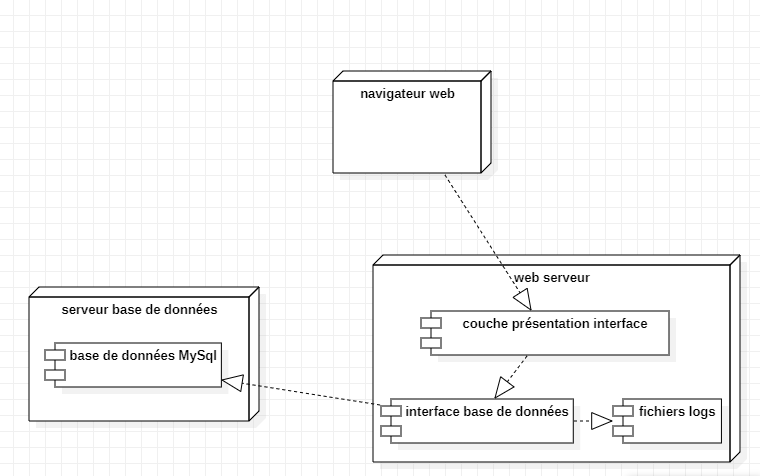 navigateur web
web serveur
couche présentation interface
serveur base de données
base de données MySql
interface base de données
fichiers logs